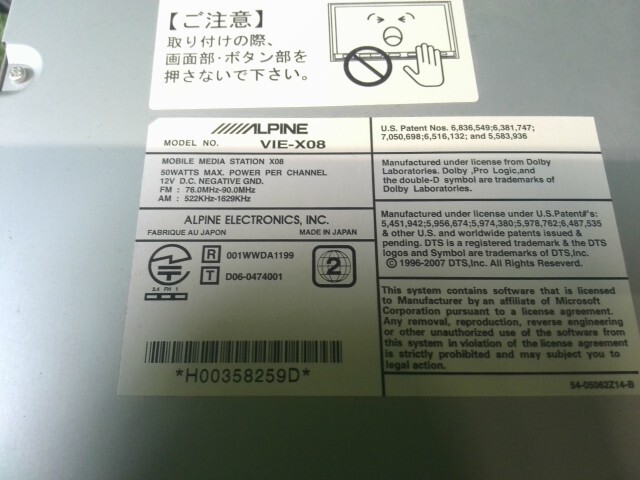 【ご注意】
取り付けの際、
画面部・ボタン部を
押さないで下さい。
ALPINE
MODEL NO. VIE-X08
MOBILE MEDIA STATION X08
50WATTS MAX. POWER PER CHANNEL
12V D.C. NEGATIVE GND.
FM : 76.0MHz-90.0MHz
AM : 522KHz-1629KHz
ALPINE ELECTRONICS, INC.
FABRIQUE AU JAPON MADE IN JAPAN
R 001WWDA1199
T D06-0474001
2
2.4 FH 1
*H00358259D*
U.S. Patent Nos. 6,836,549;6,381,747;
7,050,698;6,516,132; and 5,583,936
Manufactured under license from Dolby
Laboratories. Dolby ,Pro Logic,and
the double-D symbol are trademarks of
Dolby Laboratories.
Manufactured under license under U.S.Patent#'s:
5,451,942;5,956,674;5,974,380;5,978,762;6,487,535
& other U.S. and worldwide patents issued &
pending. DTS is a registered trademark & the DTS
logos and Symbol are trademark of DTS,Inc.
© 1996-2007 DTS,Inc. All Rights Reseverd.
This system contains software that is licensed
to Manufacturer by an affiliate of Microsoft
Corporation pursuant to a license agreement.
Any removal, reproduction, reverse engineering
or other unauthorized use of the software from
this system in violation of the license agreement
is strictly prohibited and may subject you to
legal action.
54-05062Z14-B